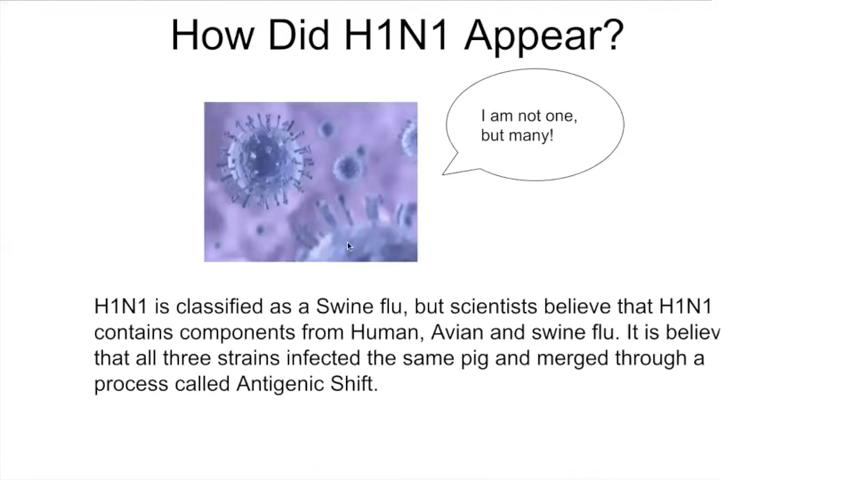 How Did H1N1 Appear?
I am not one,
but many!
H1N1 is classified as a Swine flu, but scientists believe that H1N1
contains components from Human, Avian and swine flu. It is believ
that all three strains infected the same pig and merged through a
process called Antigenic Shift.